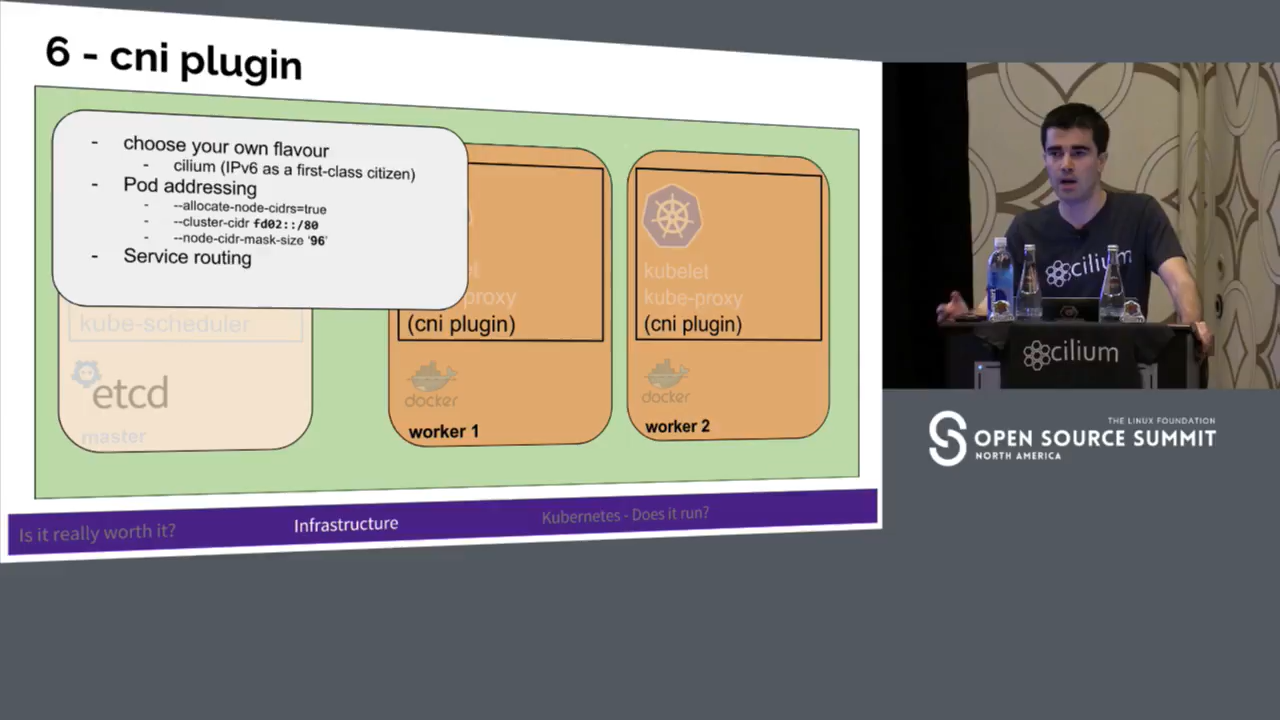 6 - cni plugin
- choose your own flavour
- cilium (IPv6 as a first-class citizen)
- Pod addressing
- --allocate-node-cidrs=true
- --cluster-cidr fd02::/80
- --node-cidr-mask-size '96'
- Service routing
kube-scheduler
etcd
master
proxy
(cni plugin)
docker
worker 1
kubelet
kube-proxy
(cni plugin)
docker
worker 2
Is it really worth it?
Infrastructure
Kubernetes - Does it run?
cilium
cilium
THE LINUX FOUNDATION
OPEN SOURCE SUMMIT
NORTH AMERICA